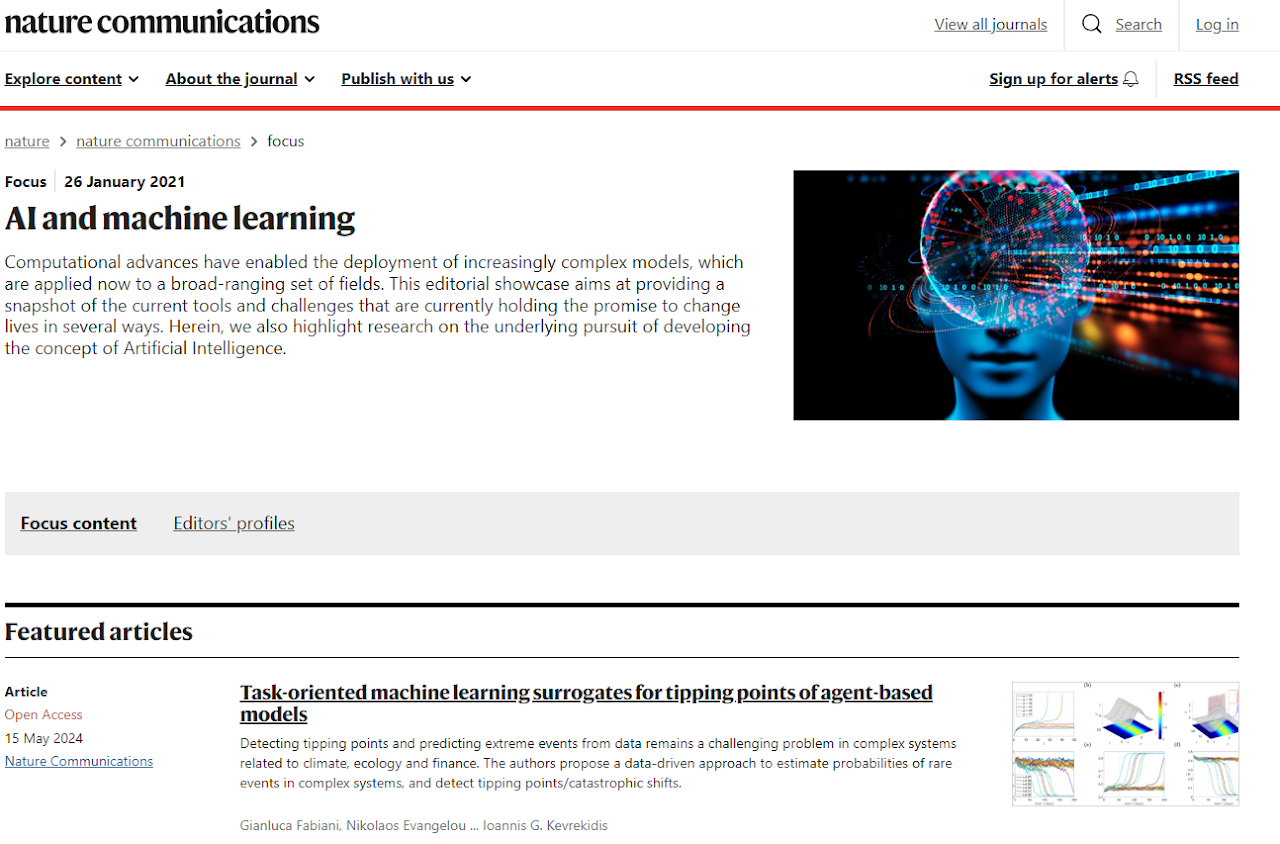 nature communications
View all journals
Search
Log in
Explore content
About the journal
Publish with us
Sign up for alerts
RSS feed
nature
nature communications
focus
Focus
26 January 2021
AI and machine learning
Computational advances have enabled the deployment of increasingly complex models, which
are applied now to a broad-ranging set of fields. This editorial showcase aims at providing a
snapshot of the current tools and challenges that are currently holding the promise to change
lives in several ways. Herein, we also highlight research on the underlying pursuit of developing
the concept of Artificial Intelligence.
Focus content
Editors' profiles
Featured articles
Article
Open Access
15 May 2024
Nature Communications
Task-oriented machine learning surrogates for tipping points of agent-based
models
Detecting tipping points and predicting extreme events from data remains a challenging problem in complex systems
related to climate, ecology and finance. The authors propose a data-driven approach to estimate probabilities of rare
events in complex systems, and detect tipping points/catastrophic shifts.
Gianluca Fabiani, Nikolaos Evangelou ... Ioannis G. Kevrekidis
(b)
(c)
(e)
(f)